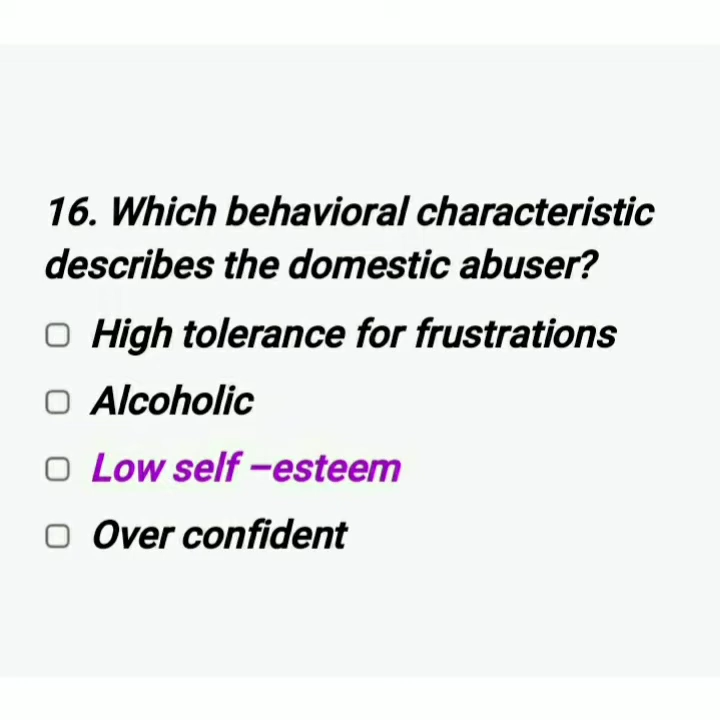 16. Which behavioral characteristic
describes the domestic abuser?
High tolerance for frustrations
Alcoholic
Low self –esteem
Over confident